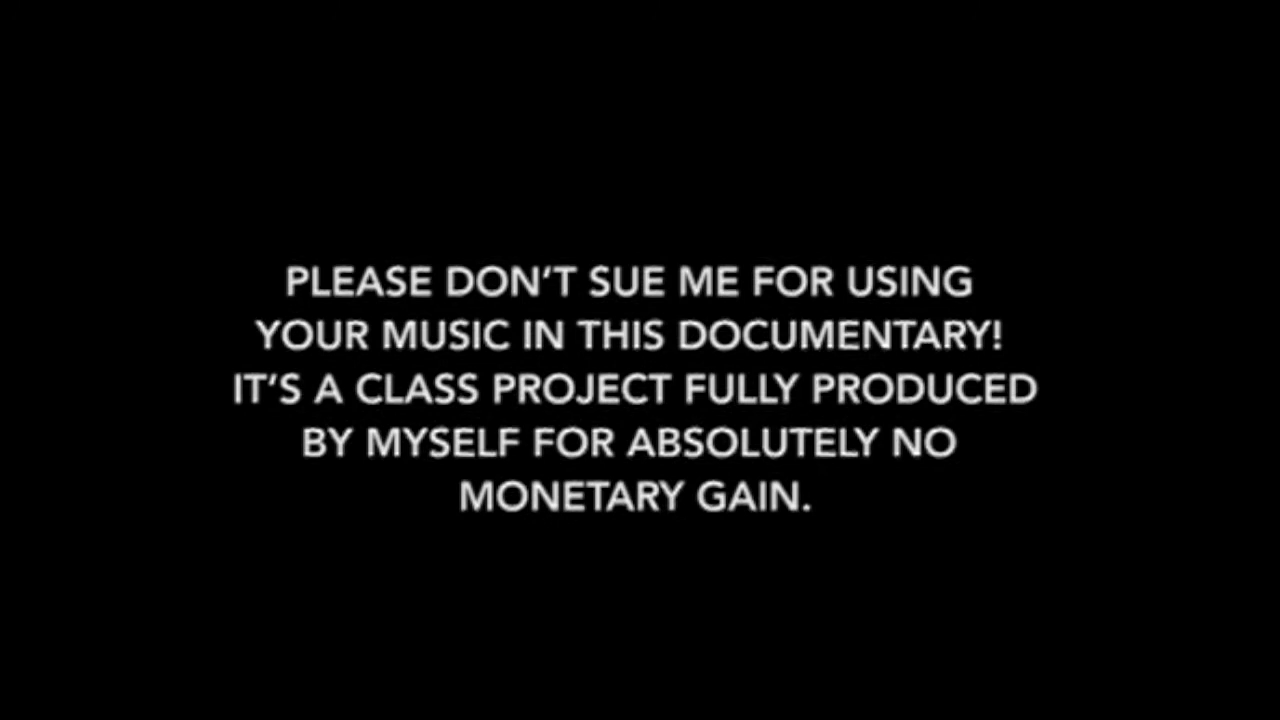 PLEASE DON'T SUE ME FOR USING
YOUR MUSIC IN THIS DOCUMENTARY!
IT'S A CLASS PROJECT FULLY PRODUCED
BY MYSELF FOR ABSOLUTELY NO
MONETARY GAIN.